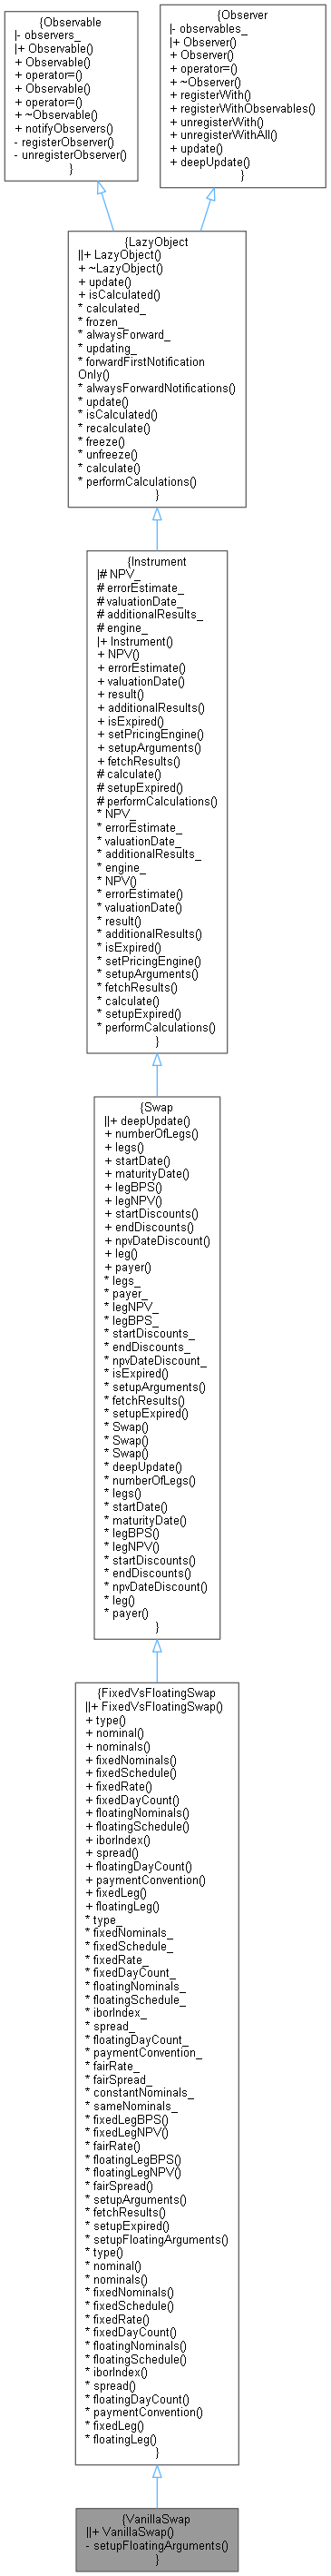 {Observable
|- observers_
|+ Observable()
+ Observable()
+ operator=()
+ Observable()
+ operator=()
+ ~Observable()
+ notifyObservers()
- registerObserver()
- unregisterObserver()
}
{Observer
|- observables_
|+ Observer()
+ Observer()
+ operator=()
+ ~Observer()
+ registerWith()
+ registerWithObservables()
+ unregisterWith()
+ unregisterWithAll()
+ update()
+ deepUpdate()
}
{LazyObject
||+ LazyObject()
+ ~LazyObject()
+ update()
+ isCalculated()
* calculated_
* frozen_
* alwaysForward_
* updating_
* forwardFirstNotification
Only()
* alwaysForwardNotifications()
* update()
* isCalculated()
* recalculate()
* freeze()
* unfreeze()
* calculate()
* performCalculations()
}
{Instrument
|# NPV_
# errorEstimate_
# valuationDate_
# additionalResults_
# engine_
|+ Instrument()
+ NPV()
+ errorEstimate()
+ valuationDate()
+ result()
+ additionalResults()
+ isExpired()
+ setPricingEngine()
+ setupArguments()
+ fetchResults()
# calculate()
# setupExpired()
# performCalculations()
* NPV_
* errorEstimate_
* valuationDate_
* additionalResults_
* engine_
* NPV()
* errorEstimate()
* valuationDate()
* result()
* additionalResults()
* isExpired()
* setPricingEngine()
* setupArguments()
* fetchResults()
* calculate()
* setupExpired()
* performCalculations()
}
{Swap
||+ deepUpdate()
+ numberOfLegs()
+ legs()
+ startDate()
+ maturityDate()
+ legBPS()
+ legNPV()
+ startDiscounts()
+ endDiscounts()
+ npvDateDiscount()
+ leg()
+ payer()
* legs_
* payer_
* legNPV_
* legBPS_
* startDiscounts_
* endDiscounts_
* npvDateDiscount_
* isExpired()
* setupArguments()
* fetchResults()
* setupExpired()
* Swap()
* Swap()
* Swap()
* deepUpdate()
* numberOfLegs()
* legs()
* startDate()
* maturityDate()
* legBPS()
* legNPV()
* startDiscounts()
* endDiscounts()
* npvDateDiscount()
* leg()
* payer()
}
{FixedVsFloatingSwap
||+ FixedVsFloatingSwap()
+ type()
+ nominal()
+ nominals()
+ fixedNominals()
+ fixedSchedule()
+ fixedRate()
+ fixedDayCount()
+ floatingNominals()
+ floatingSchedule()
+ iborIndex()
+ spread()
+ floatingDayCount()
+ paymentConvention()
+ fixedLeg()
+ floatingLeg()
* type_
* fixedNominals_
* fixedSchedule_
* fixedRate_
* fixedDayCount_
* floatingNominals_
* floatingSchedule_
* iborIndex_
* spread_
* floatingDayCount_
* paymentConvention_
* fairRate_
* fairSpread_
* constantNominals_
* sameNominals_
* fixedLegBPS()
* fixedLegNPV()
* fairRate()
* floatingLegBPS()
* floatingLegNPV()
* fairSpread()
* setupArguments()
* fetchResults()
* setupExpired()
* setupFloatingArguments()
* type()
* nominal()
* nominals()
* fixedNominals()
* fixedSchedule()
* fixedRate()
* fixedDayCount()
* floatingNominals()
* floatingSchedule()
* iborIndex()
* spread()
* floatingDayCount()
* paymentConvention()
* fixedLeg()
* floatingLeg()
}
{VanillaSwap
||+ VanillaSwap()
- setupFloatingArguments()
}